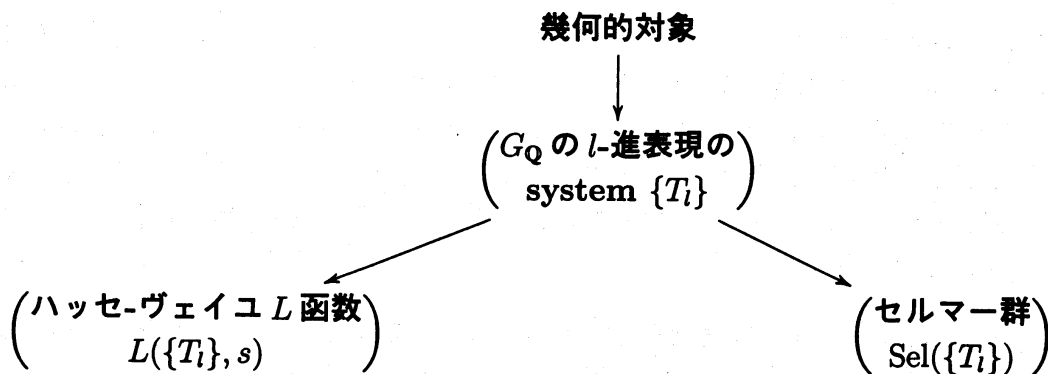 幾何的対象
G_Q の l-進表現の
system {T_l}
ハッセ-ヴェイユ L 函数
L({T_l}, s)
セルマー群
Sel({T_l})